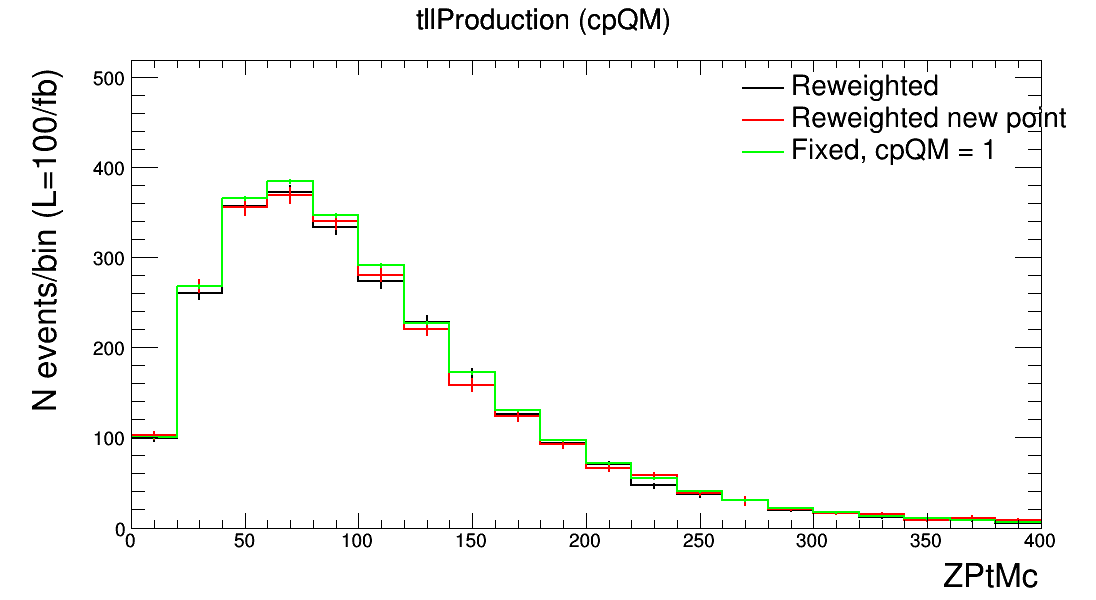 tllProduction (cpQM)
N events/bin (L=100/fb)
500
400
300
200
100
0
Reweighted
Reweighted new point
Fixed, cpQM = 1
0 50 100 150 200 250 300 350 400
ZPtMc